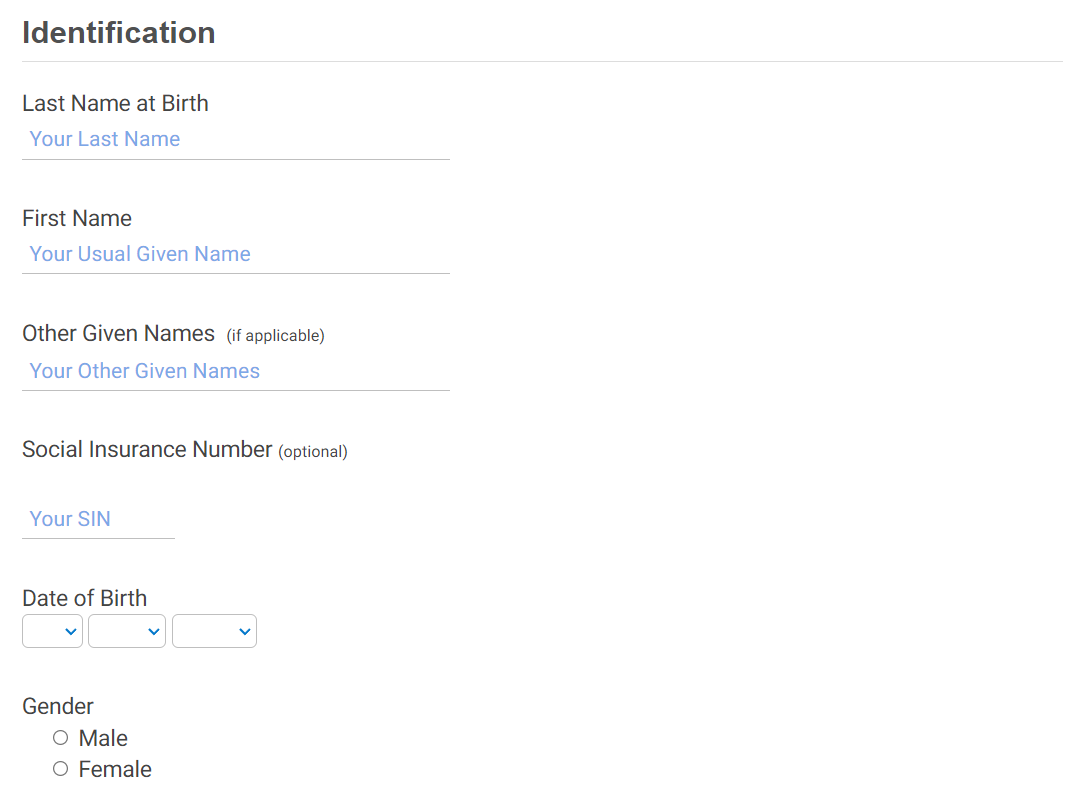 Identification
Last Name at Birth
Your Last Name
First Name
Your Usual Given Name
Other Given Names (if applicable)
Your Other Given Names
Social Insurance Number (optional)
Your SIN
Date of Birth
Gender
Male
Female